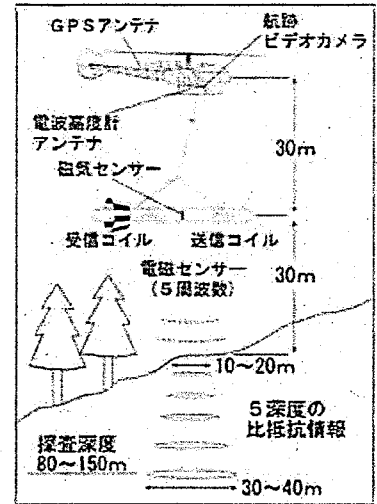 GPSアンテナ
航跡
ビデオカメラ
電波高度計
アンテナ
30m
磁気センサー
受信コイル
送信コイル
電磁センサー
(5周波数)
30m
10～20m
5深度の
比抵抗情報
探査深度
80～150m
30～40m